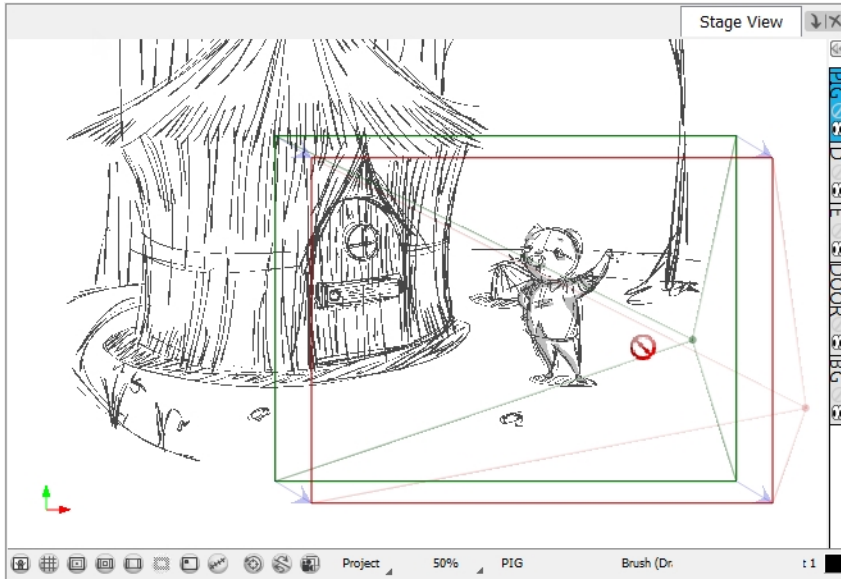 Stage View
PIG
D
E
DOOR
BG
Project
50%
PIG
Brush (Dr
t 1